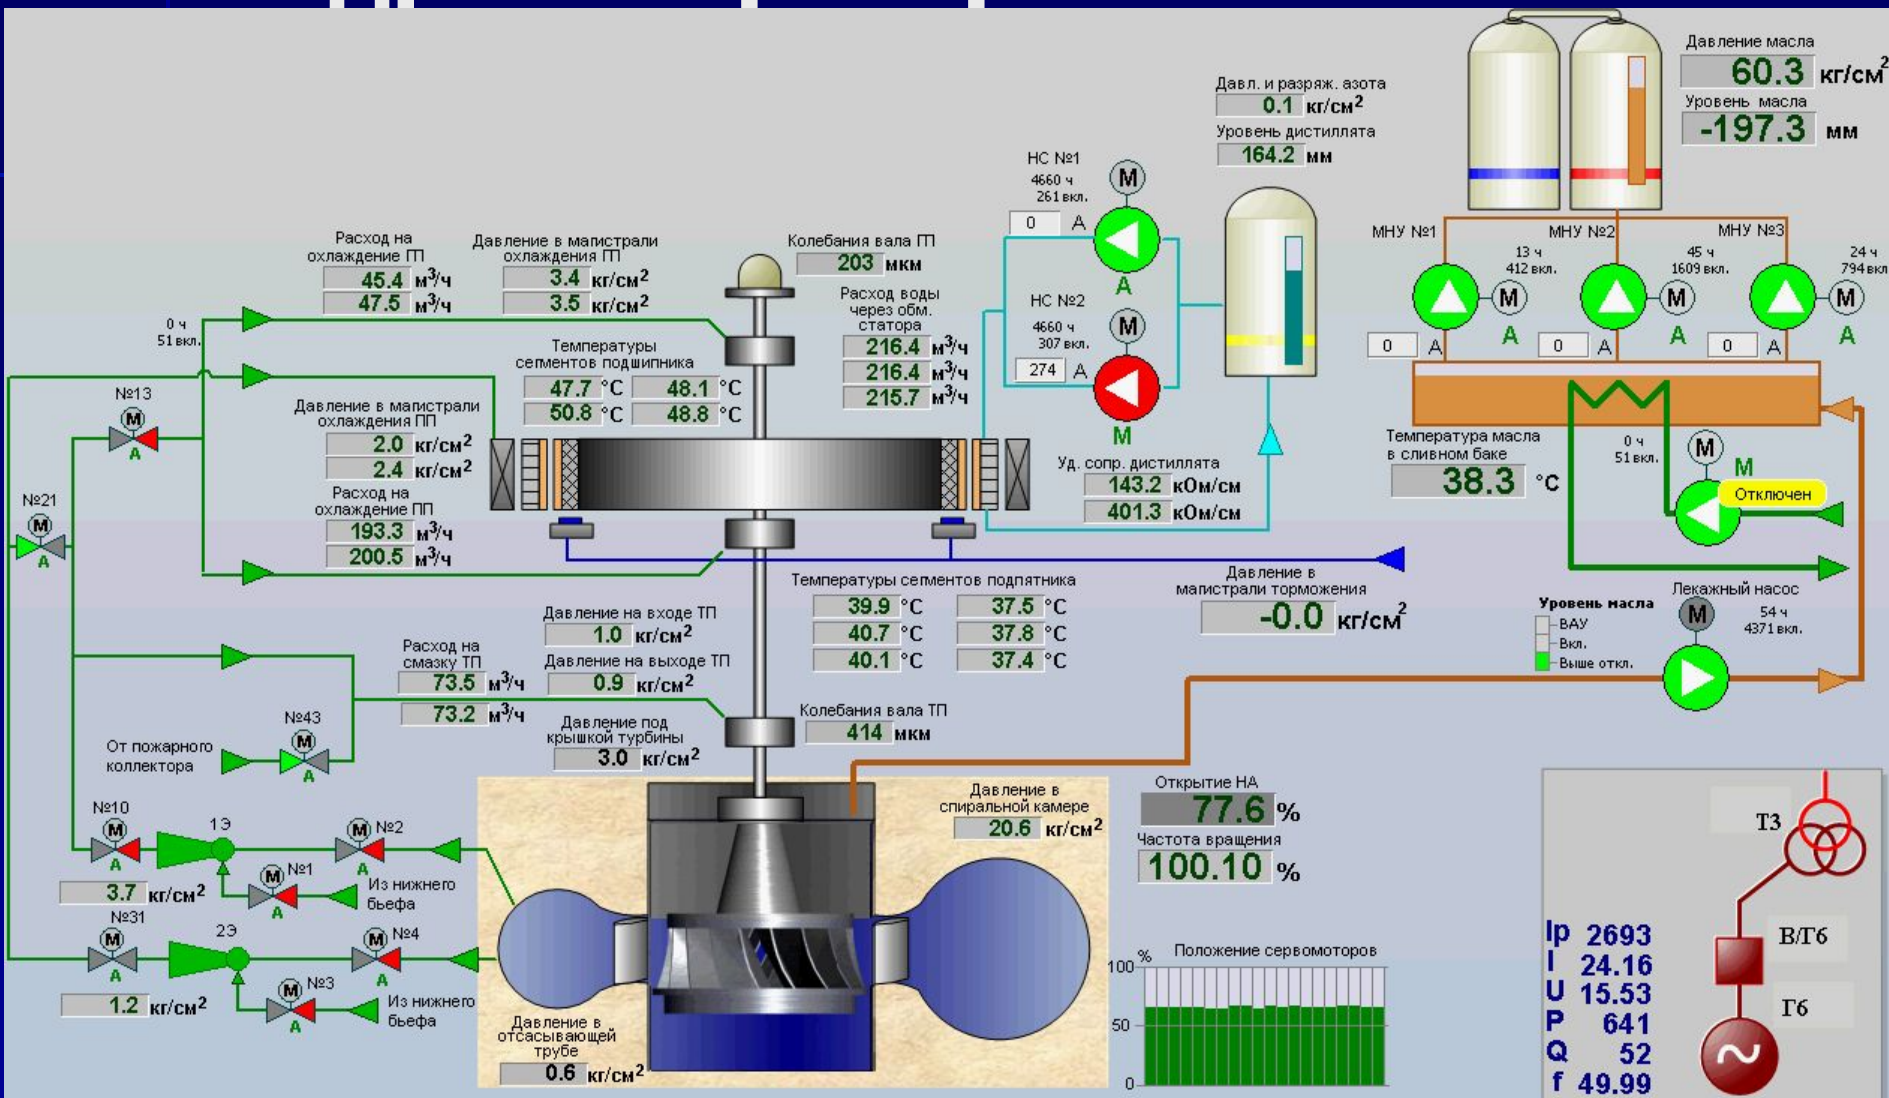 Давление масла
60.3 кг/см²
Уровень масла
-197.3 мм
Давл. и разряж. азота
0.1 кг/см²
Уровень дистиллята
164.2 мм
НС №1
4660 ч
261 вкл.
0 А
М
А
НС №2
4660 ч
307 вкл.
274 А
М
М
МНУ №1
13 ч
412 вкл.
М
А
0 А
МНУ №2
45 ч
1609 вкл.
М
А
0 А
МНУ №3
24 ч
794 вкл
М
А
0 А
Расход на
охлаждение ГП
45.4 м³/ч
47.5 м³/ч
Давление в магистрали
охлаждения ГП
3.4 кг/см²
3.5 кг/см²
Колебания вала ГП
203 мкм
Расход воды
через обм.
статора
216.4 м³/ч
216.4 м³/ч
215.7 м³/ч
0 ч
51 вкл.
Температуры
сегментов подшипника
47.7 °C 48.1 °C
50.8 °C 48.8 °C
№13
М
А
Давление в магистрали
охлаждения ПП
2.0 кг/см²
2.4 кг/см²
Расход на
охлаждение ПП
193.3 м³/ч
200.5 м³/ч
№21
М
А
Уд. сопр. дистиллята
143.2 кОм/см
401.3 кОм/см
Температура масла
в сливном баке
38.3 °C
0 ч
51 вкл.
М
М
Отключен
Температуры сегментов подпятника
39.9 °C 37.5 °C
40.7 °C 37.8 °C
40.1 °C 37.4 °C
Давление в
магистрали торможения
-0.0 кг/см²
Уровень масла
ВАУ
Вкл.
Выше откл.
Лекажный насос
М
54 ч
4371 вкл.
Давление на входе ТП
1.0 кг/см²
Давление на выходе ТП
0.9 кг/см²
Расход на
смазку ТП
73.5 м³/ч
73.2 м³/ч
Колебания вала ТП
414 мкм
Давление под
крышкой турбины
3.0 кг/см²
№43
М
А
От пожарного
коллектора
№10
М
А
3.7 кг/см²
1Э
М №2
А
М №1
А
Из нижнего
бьефа
№31
М
А
1.2 кг/см²
2Э
М №4
А
М №3
А
Из нижнего
бьефа
Давление в
спиральной камере
20.6 кг/см²
Давление в
отсасывающей
трубе
0.6 кг/см²
Открытие НА
77.6 %
Частота вращения
100.10 %
Положение сервомоторов
%
100
50
0
Т3
В/Г6
Г6
Ip 2693
I 24.16
U 15.53
P 641
Q 52
f 49.99